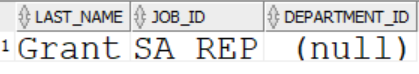 LAST_NAME JOB_ID DEPARTMENT_ID
1 Grant SA_REP (null)